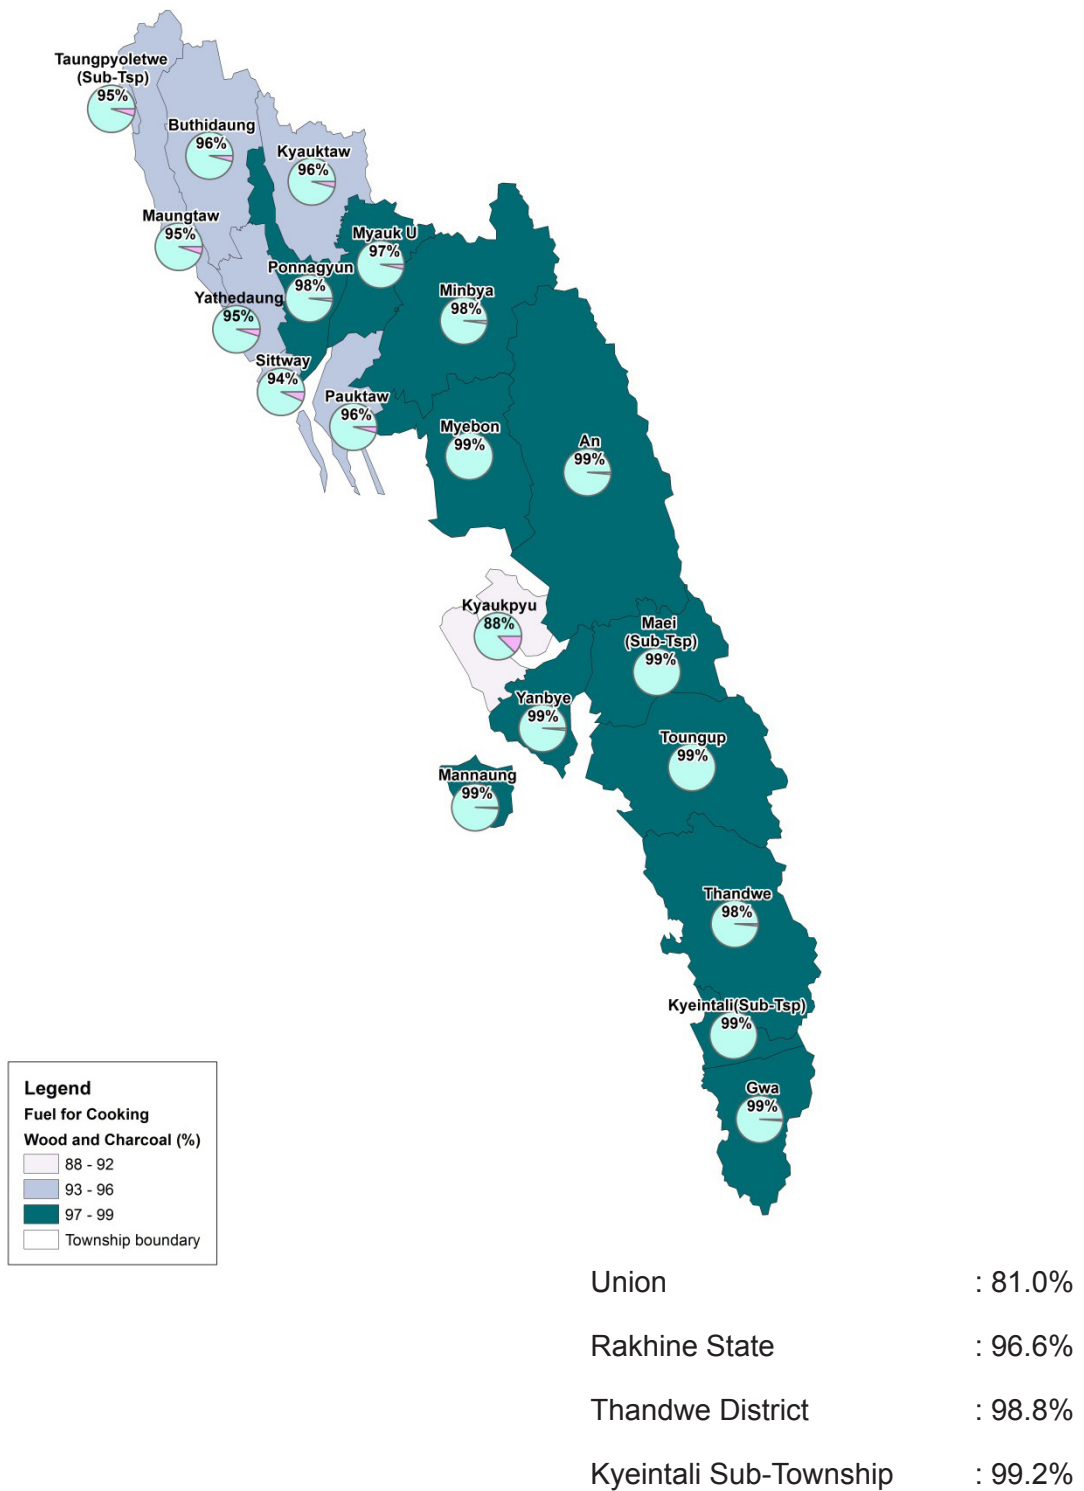 Taungpyoletwe
(Sub-Tsp)
95%
Buthidaung
96%
Kyauktaw
96%
Maungtaw
95%
Myauk U
97%
Ponnagyun
98%
Yathedaung
95%
Minbya
98%
Sittway
94%
Pauktaw
96%
Myebon
99%
An
99%
Kyaukpyu
88%
Maei
(Sub-Tsp)
99%
Yanbye
99%
Toungup
99%
Mannaung
99%
Thandwe
98%
Kyeintali(Sub-Tsp)
99%
Gwa
99%
Legend
Fuel for Cooking
Wood and Charcoal (%)
88 - 92
93 - 96
97 - 99
Township boundary
Union : 81.0%
Rakhine State : 96.6%
Thandwe District : 98.8%
Kyeintali Sub-Township : 99.2%